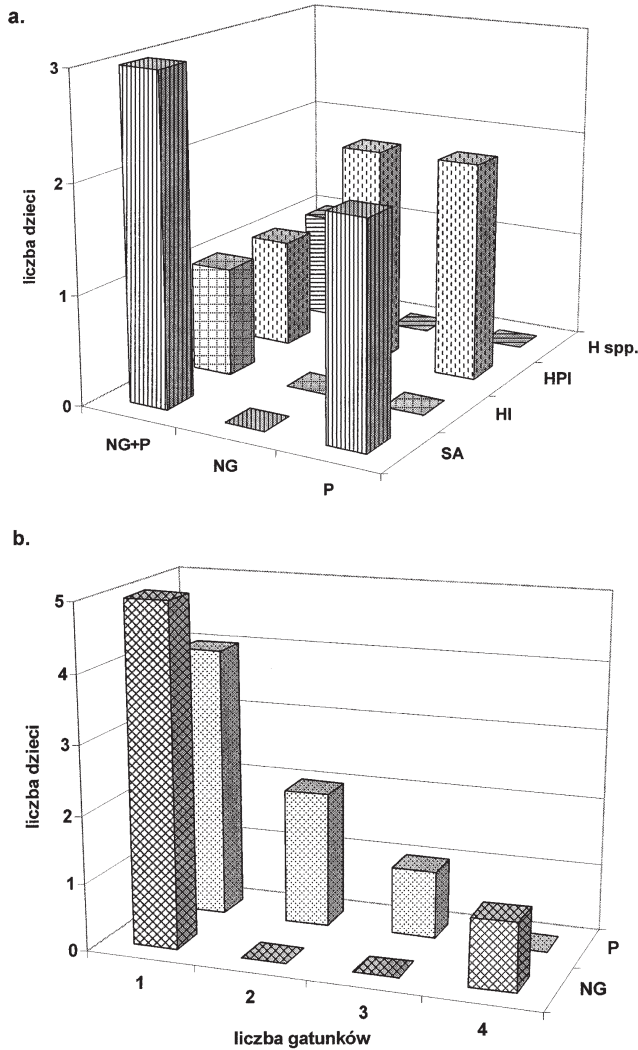 a.
3
2
1
0
liczba dzieci
NG+P
NG
P
SA
HI
HPI
H spp.
b.
5
4
3
2
1
0
liczba dzieci
1
2
3
4
liczba gatunków
NG
P